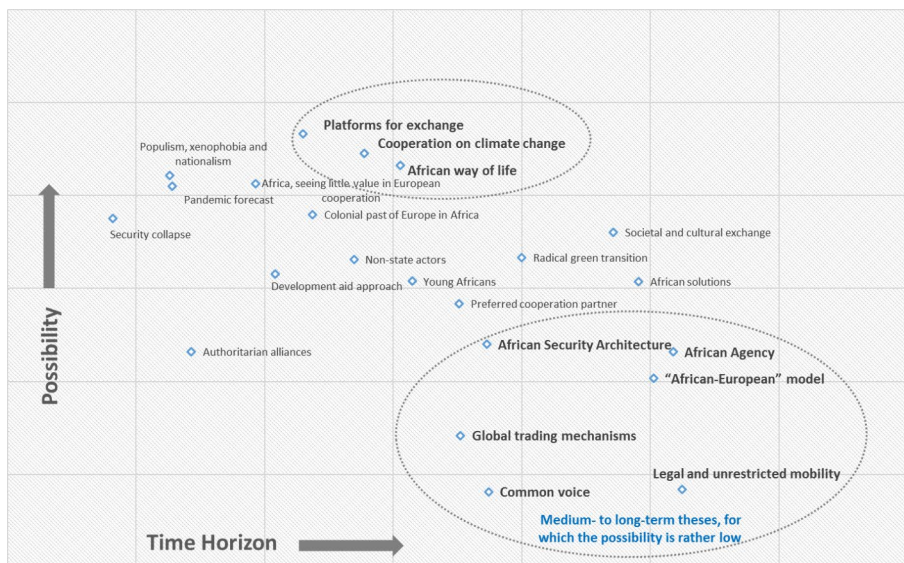 Platforms for exchange
Cooperation on climate change
Populism, xenophobia and
nationalism
African way of life
Africa, seeing little value in European
cooperation
Pandemic forecast
Colonial past of Europe in Africa
Security collapse
Societal and cultural exchange
Non-state actors
Radical green transition
Development aid approach
Young Africans
African solutions
Preferred cooperation partner
Possibility
Authoritarian alliances
African Security Architecture
African Agency
“African-European” model
Global trading mechanisms
Legal and unrestricted mobility
Common voice
Medium- to long-term theses, for
which the possibility is rather low
Time Horizon